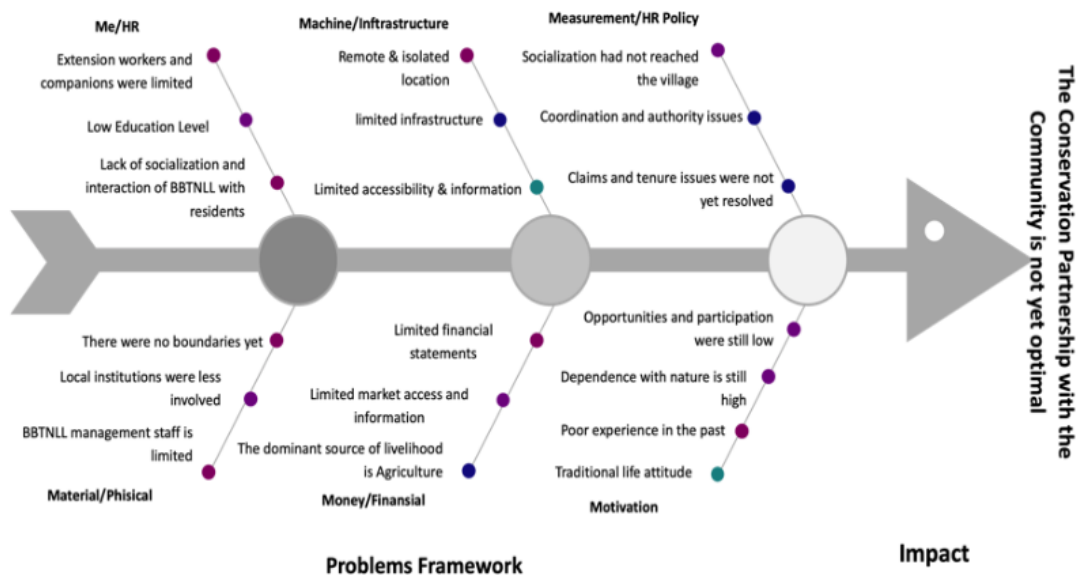 Me/HR
Extension workers and
companions were limited
Low Education Level
Lack of socialization and
interaction of BBTNLL with
residents
Machine/Inftrastructure
Remote & isolated
location
limited infrastructure
Limited accessibility & information
Measurement/HR Policy
Socialization had not reached
the village
Coordination and authority issues
Claims and tenure issues were not
yet resolved
There were no boundaries yet
Local institutions were less
involved
BBTNLL management staff is
limited
Material/Phisical
Limited financial
statements
Limited market access and
information
The dominant source of livelihood
is Agriculture
Money/Finansial
Opportunities and participation
were still low
Dependence with nature is still
high
Poor experience in the past
Traditional life attitude
Motivation
The Conservation Partnership with the
Community is not yet optimal
Problems Framework
Impact